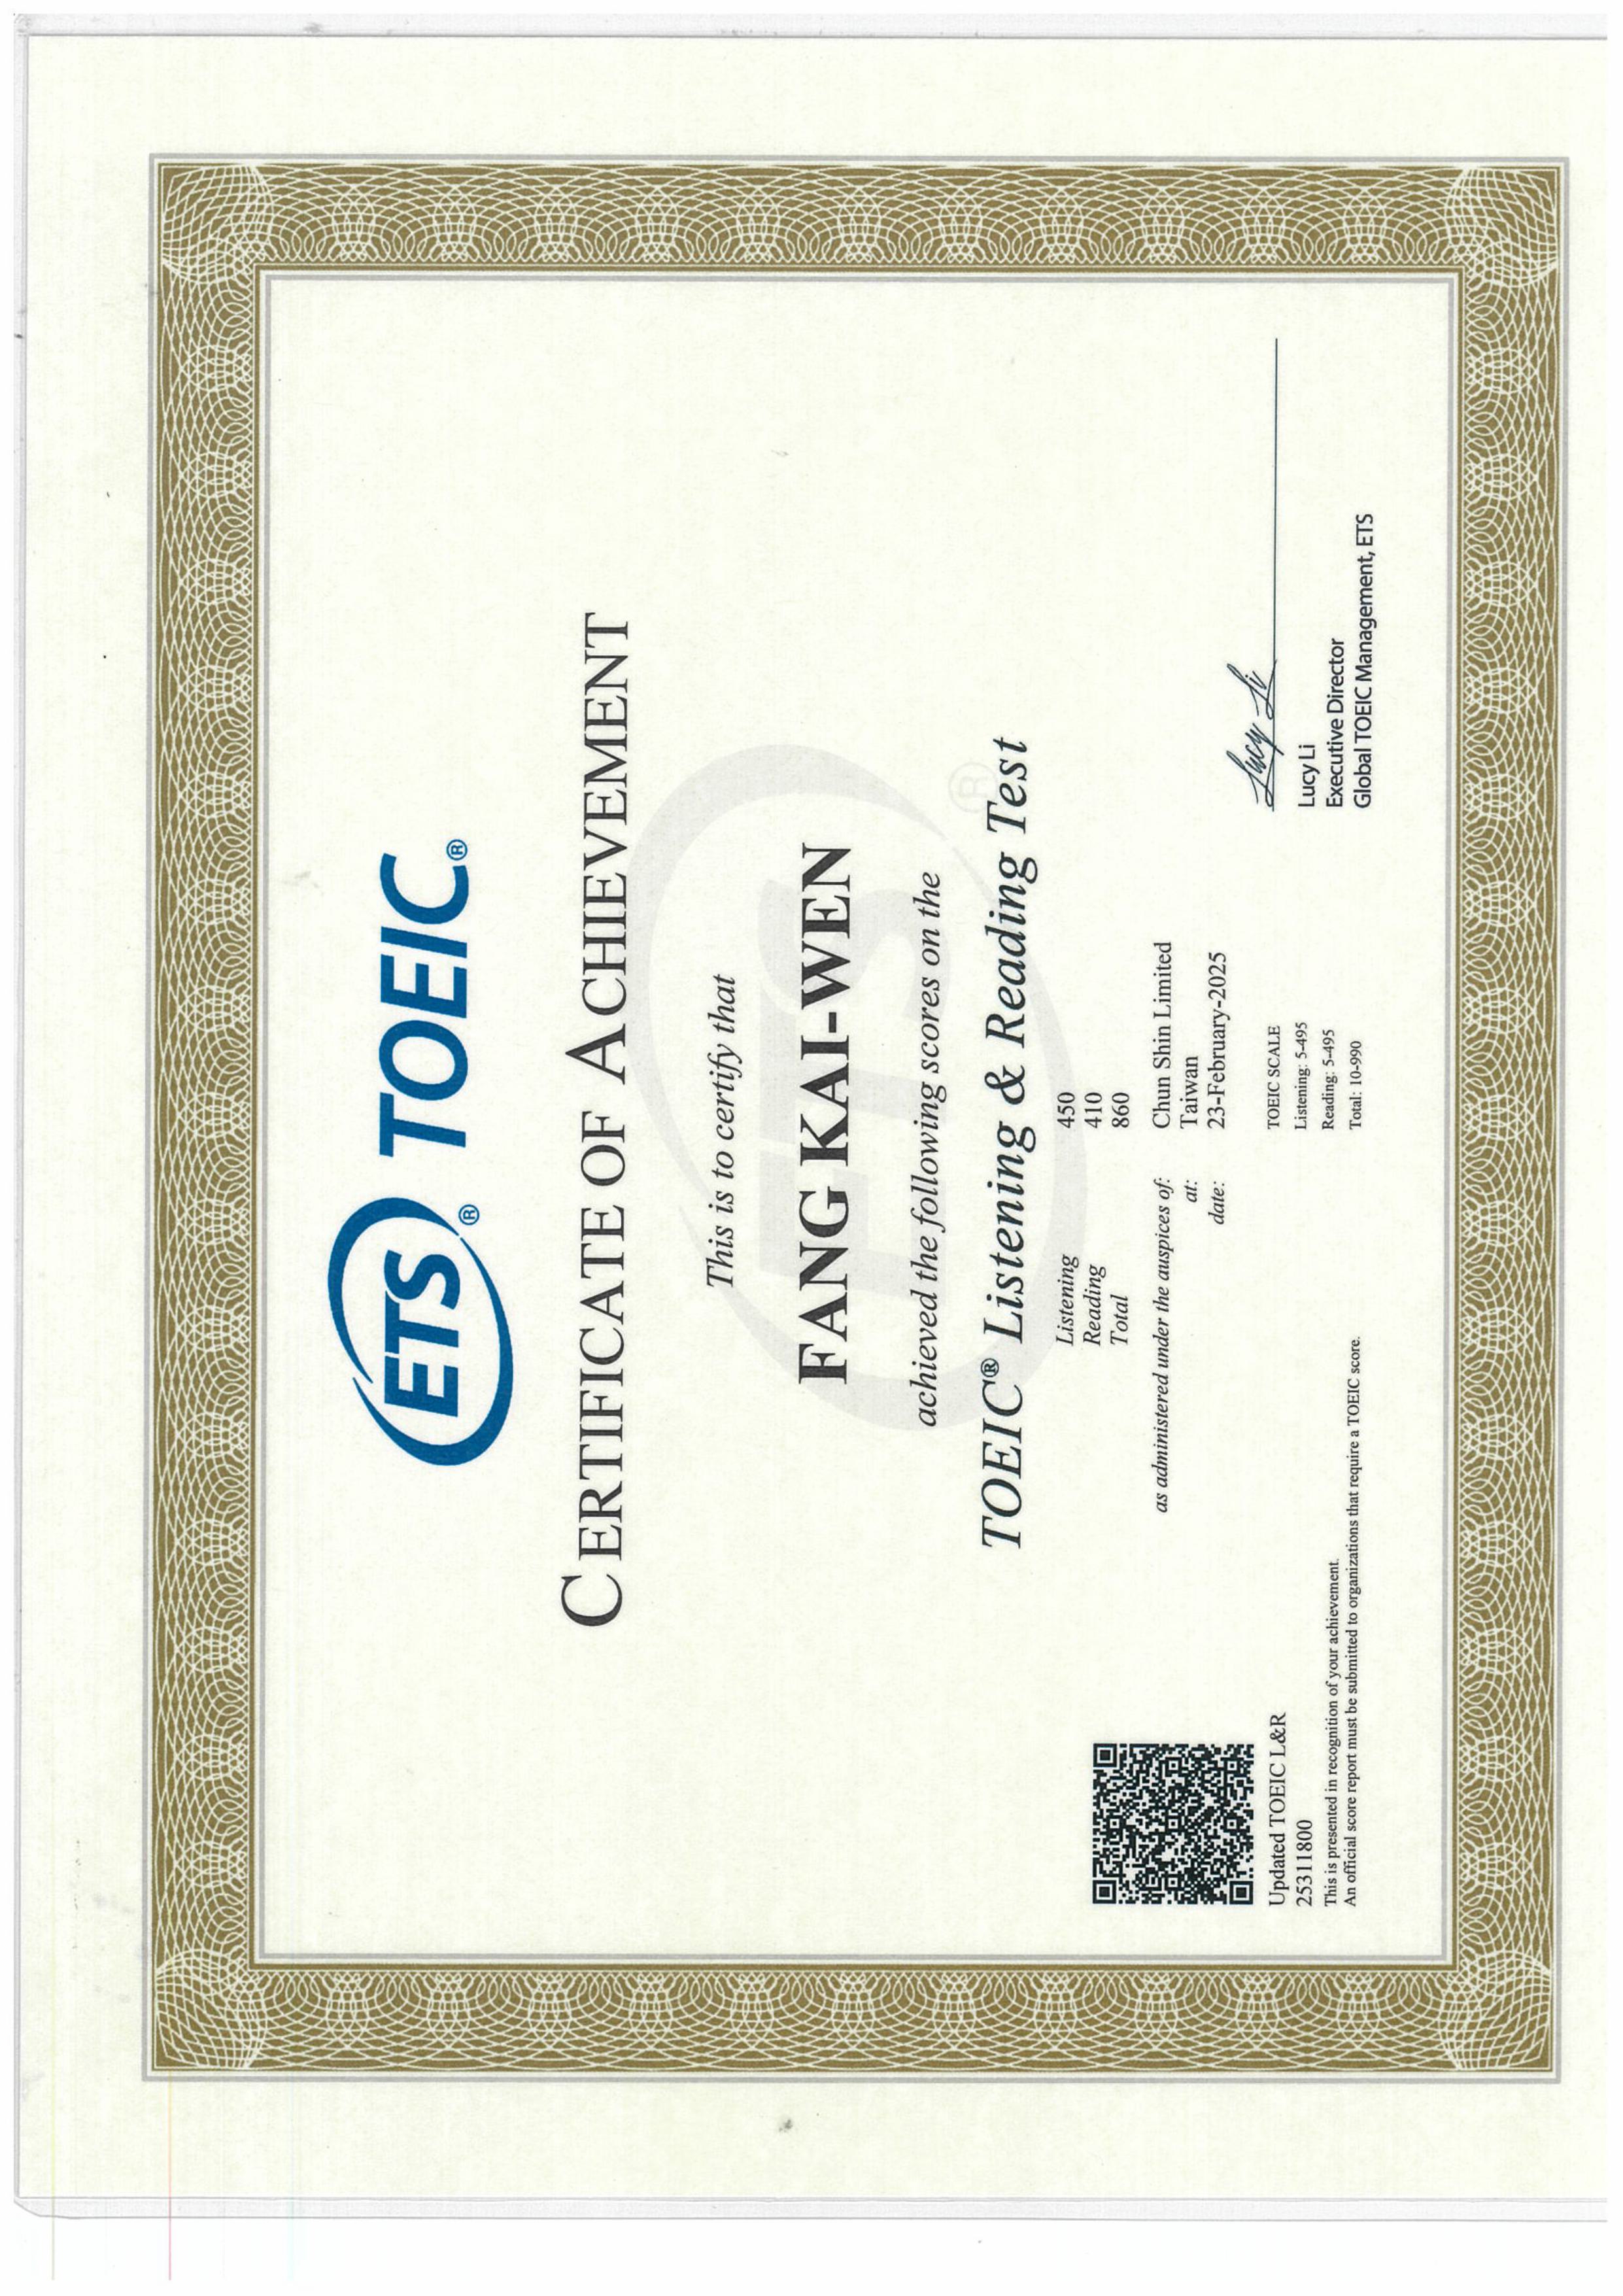 ETS® TOEIC®
CERTIFICATE OF ACHIEVEMENT
This is to certify that
FANG KAI-WEN
achieved the following scores on the
TOEIC® Listening & Reading Test
Listening 450
Reading 410
Total 860
as administered under the auspices of: Chun Shin Limited
at: Taiwan
date: 23-February-2025
Updated TOEIC L&R
25311800
This is presented in recognition of your achievement.
An official score report must be submitted to organizations that require a TOEIC score.
TOEIC SCALE
Listening: 5-495
Reading: 5-495
Total: 10-990
Lucy Li
Lucy Li
Executive Director
Global TOEIC Management, ETS
ETS®